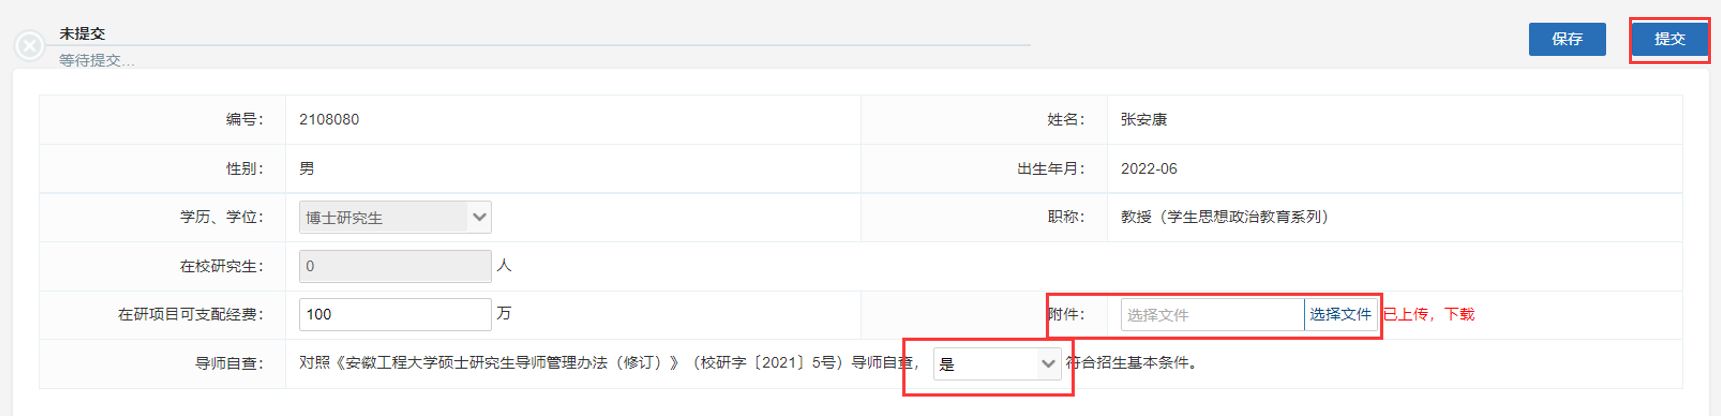 未提交
等待提交...
保存
提交
编号： 2108080 姓名： 张安康
性别： 男 出生年月： 2022-06
学历、学位： 博士研究生 职称： 教授（学生思想政治教育系列）
在校研究生： 0 人
在研项目可支配经费： 100 万 附件： 选择文件 选择文件 已上传，下载
导师自查： 对照《安徽工程大学硕士研究生导师管理办法（修订）》（校研字〔2021〕5号）导师自查， 是 符合招生基本条件。